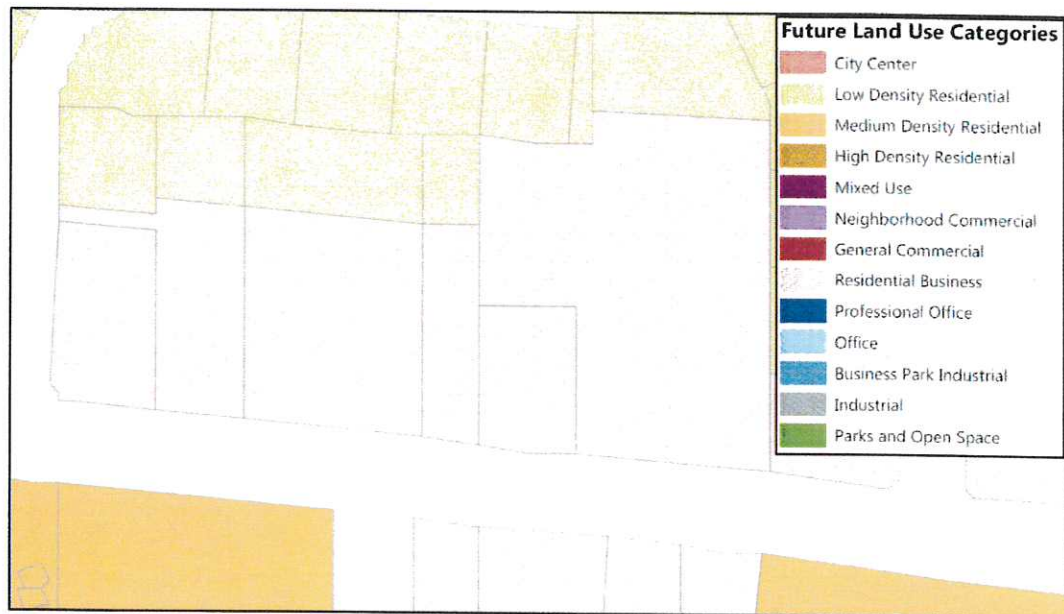 Future Land Use Categories
City Center
Low Density Residential
Medium Density Residential
High Density Residential
Mixed Use
Neighborhood Commercial
General Commercial
Residential Business
Professional Office
Office
Business Park Industrial
Industrial
Parks and Open Space